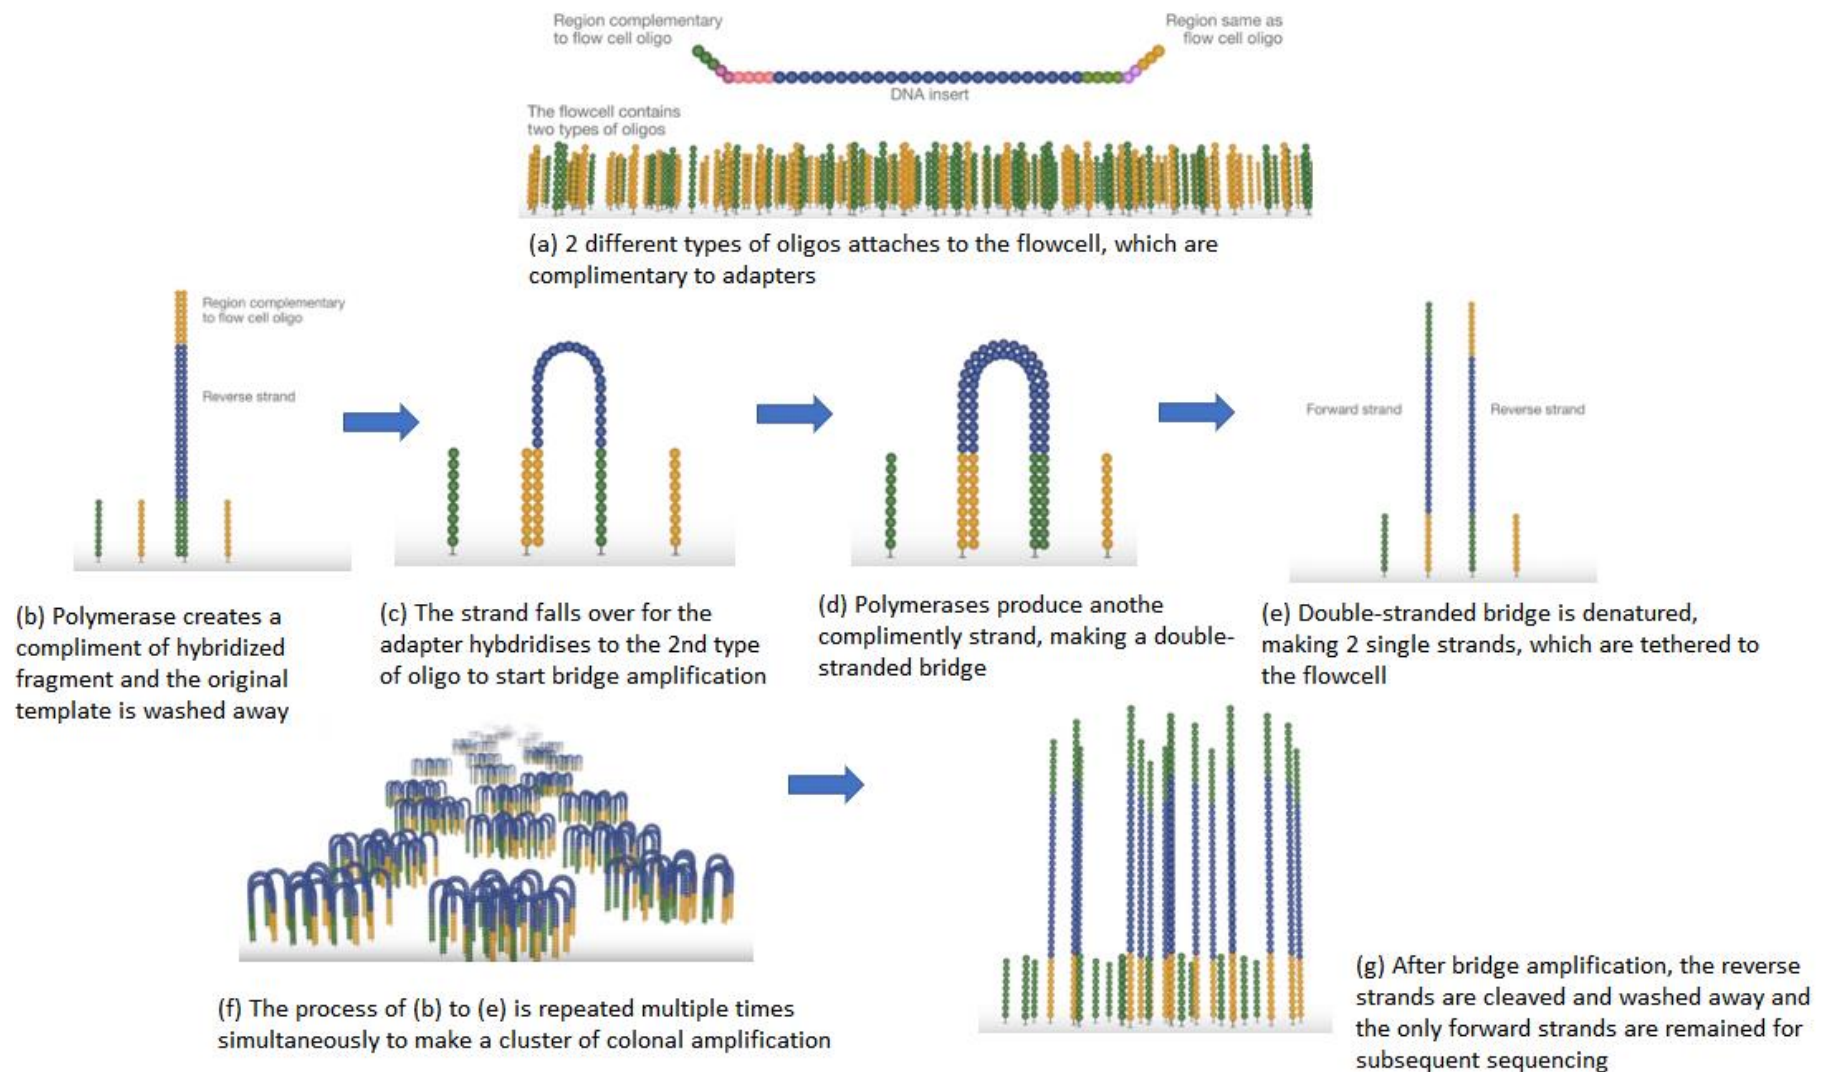 Region complementary
to flow cell oligo
Region same as
flow cell oligo
DNA insert
The flowcell contains
two types of oligos
(a) 2 different types of oligos attaches to the flowcell, which are
complimentary to adapters
Region complementary
to flow cell oligo
Reverse strand
(b) Polymerase creates a
compliment of hybridized
fragment and the original
template is washed away
(c) The strand falls over for the
adapter hybdridises to the 2nd type
of oligo to start bridge amplification
(d) Polymerases produce anothe
complimently strand, making a double-
stranded bridge
Forward strand
Reverse strand
(e) Double-stranded bridge is denatured,
making 2 single strands, which are tethered to
the flowcell
(f) The process of (b) to (e) is repeated multiple times
simultaneously to make a cluster of colonal amplification
(g) After bridge amplification, the reverse
strands are cleaved and washed away and
the only forward strands are remained for
subsequent sequencing